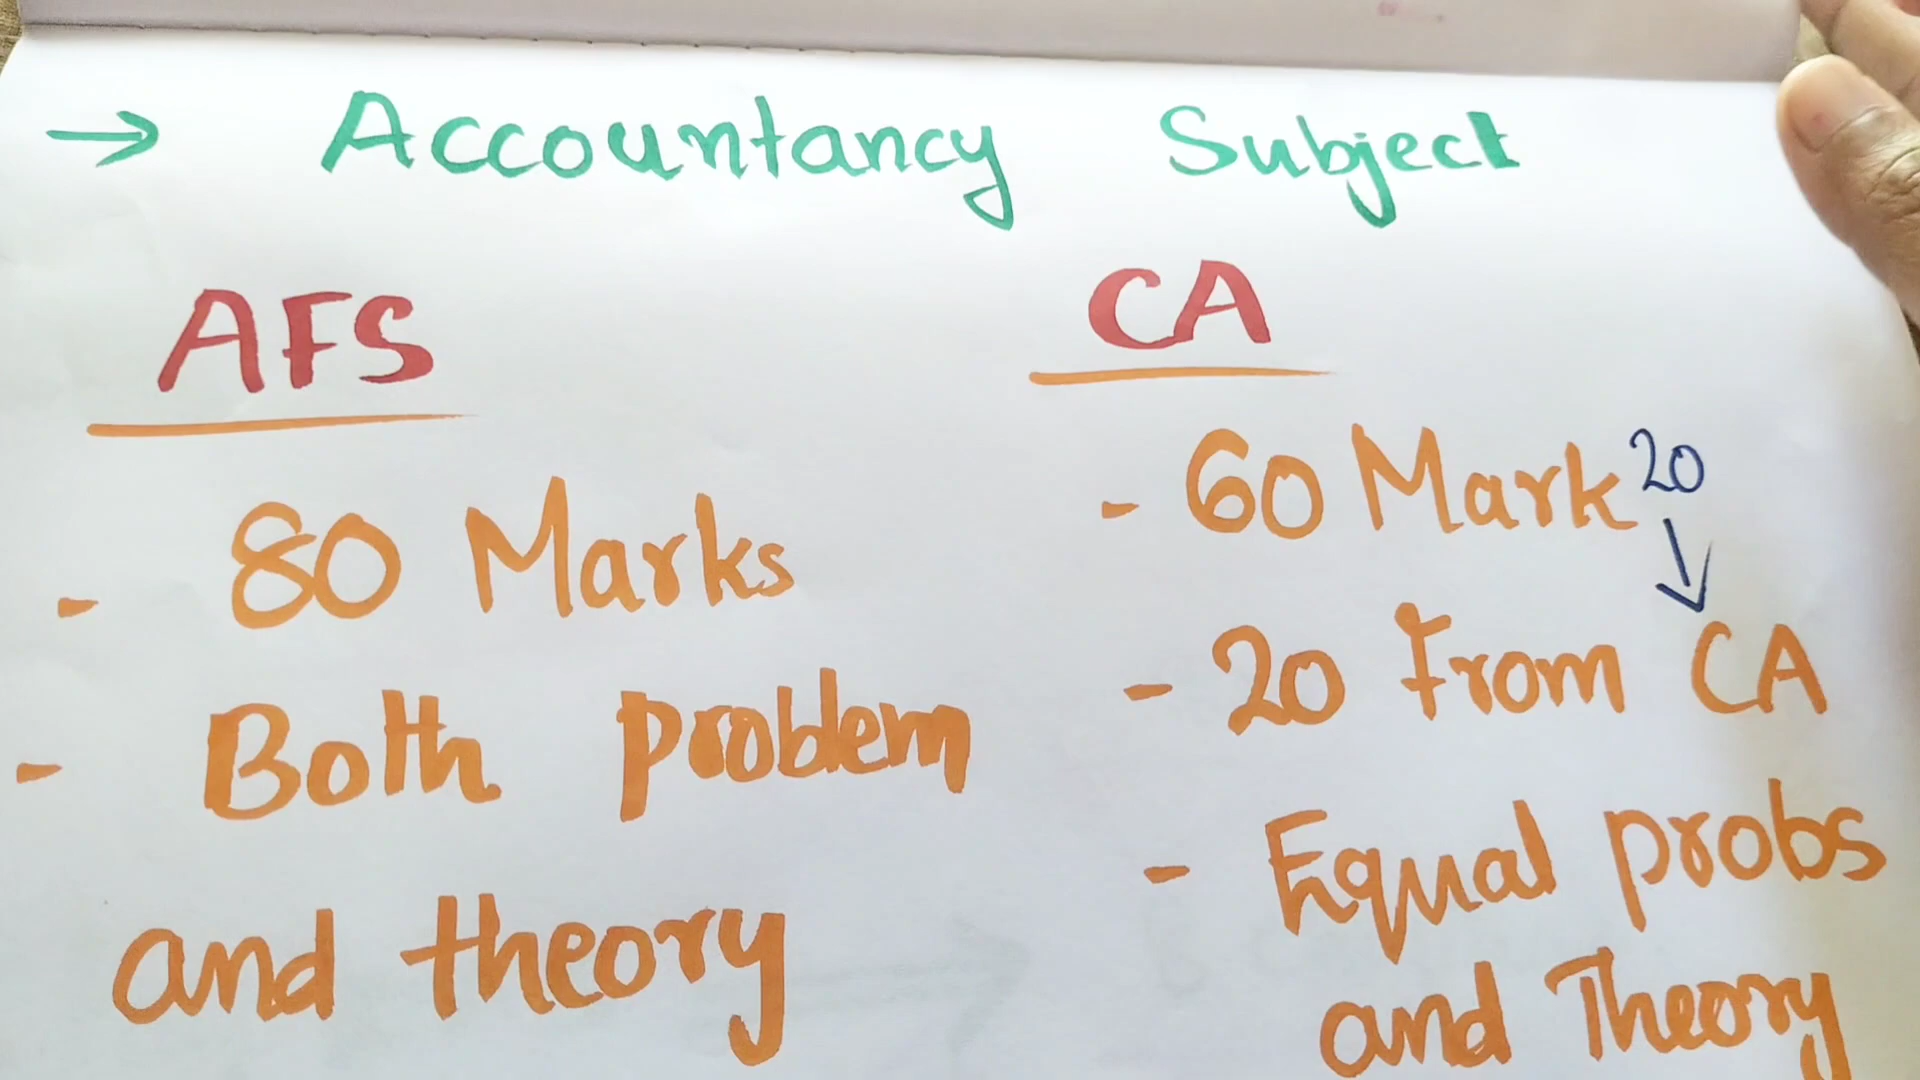 → Accountancy Subject
AFS
- 80 Marks
- Both problem
and theory
CA
- 60 Mark 20
↓
- 20 From CA
- Equal probs
and Theory